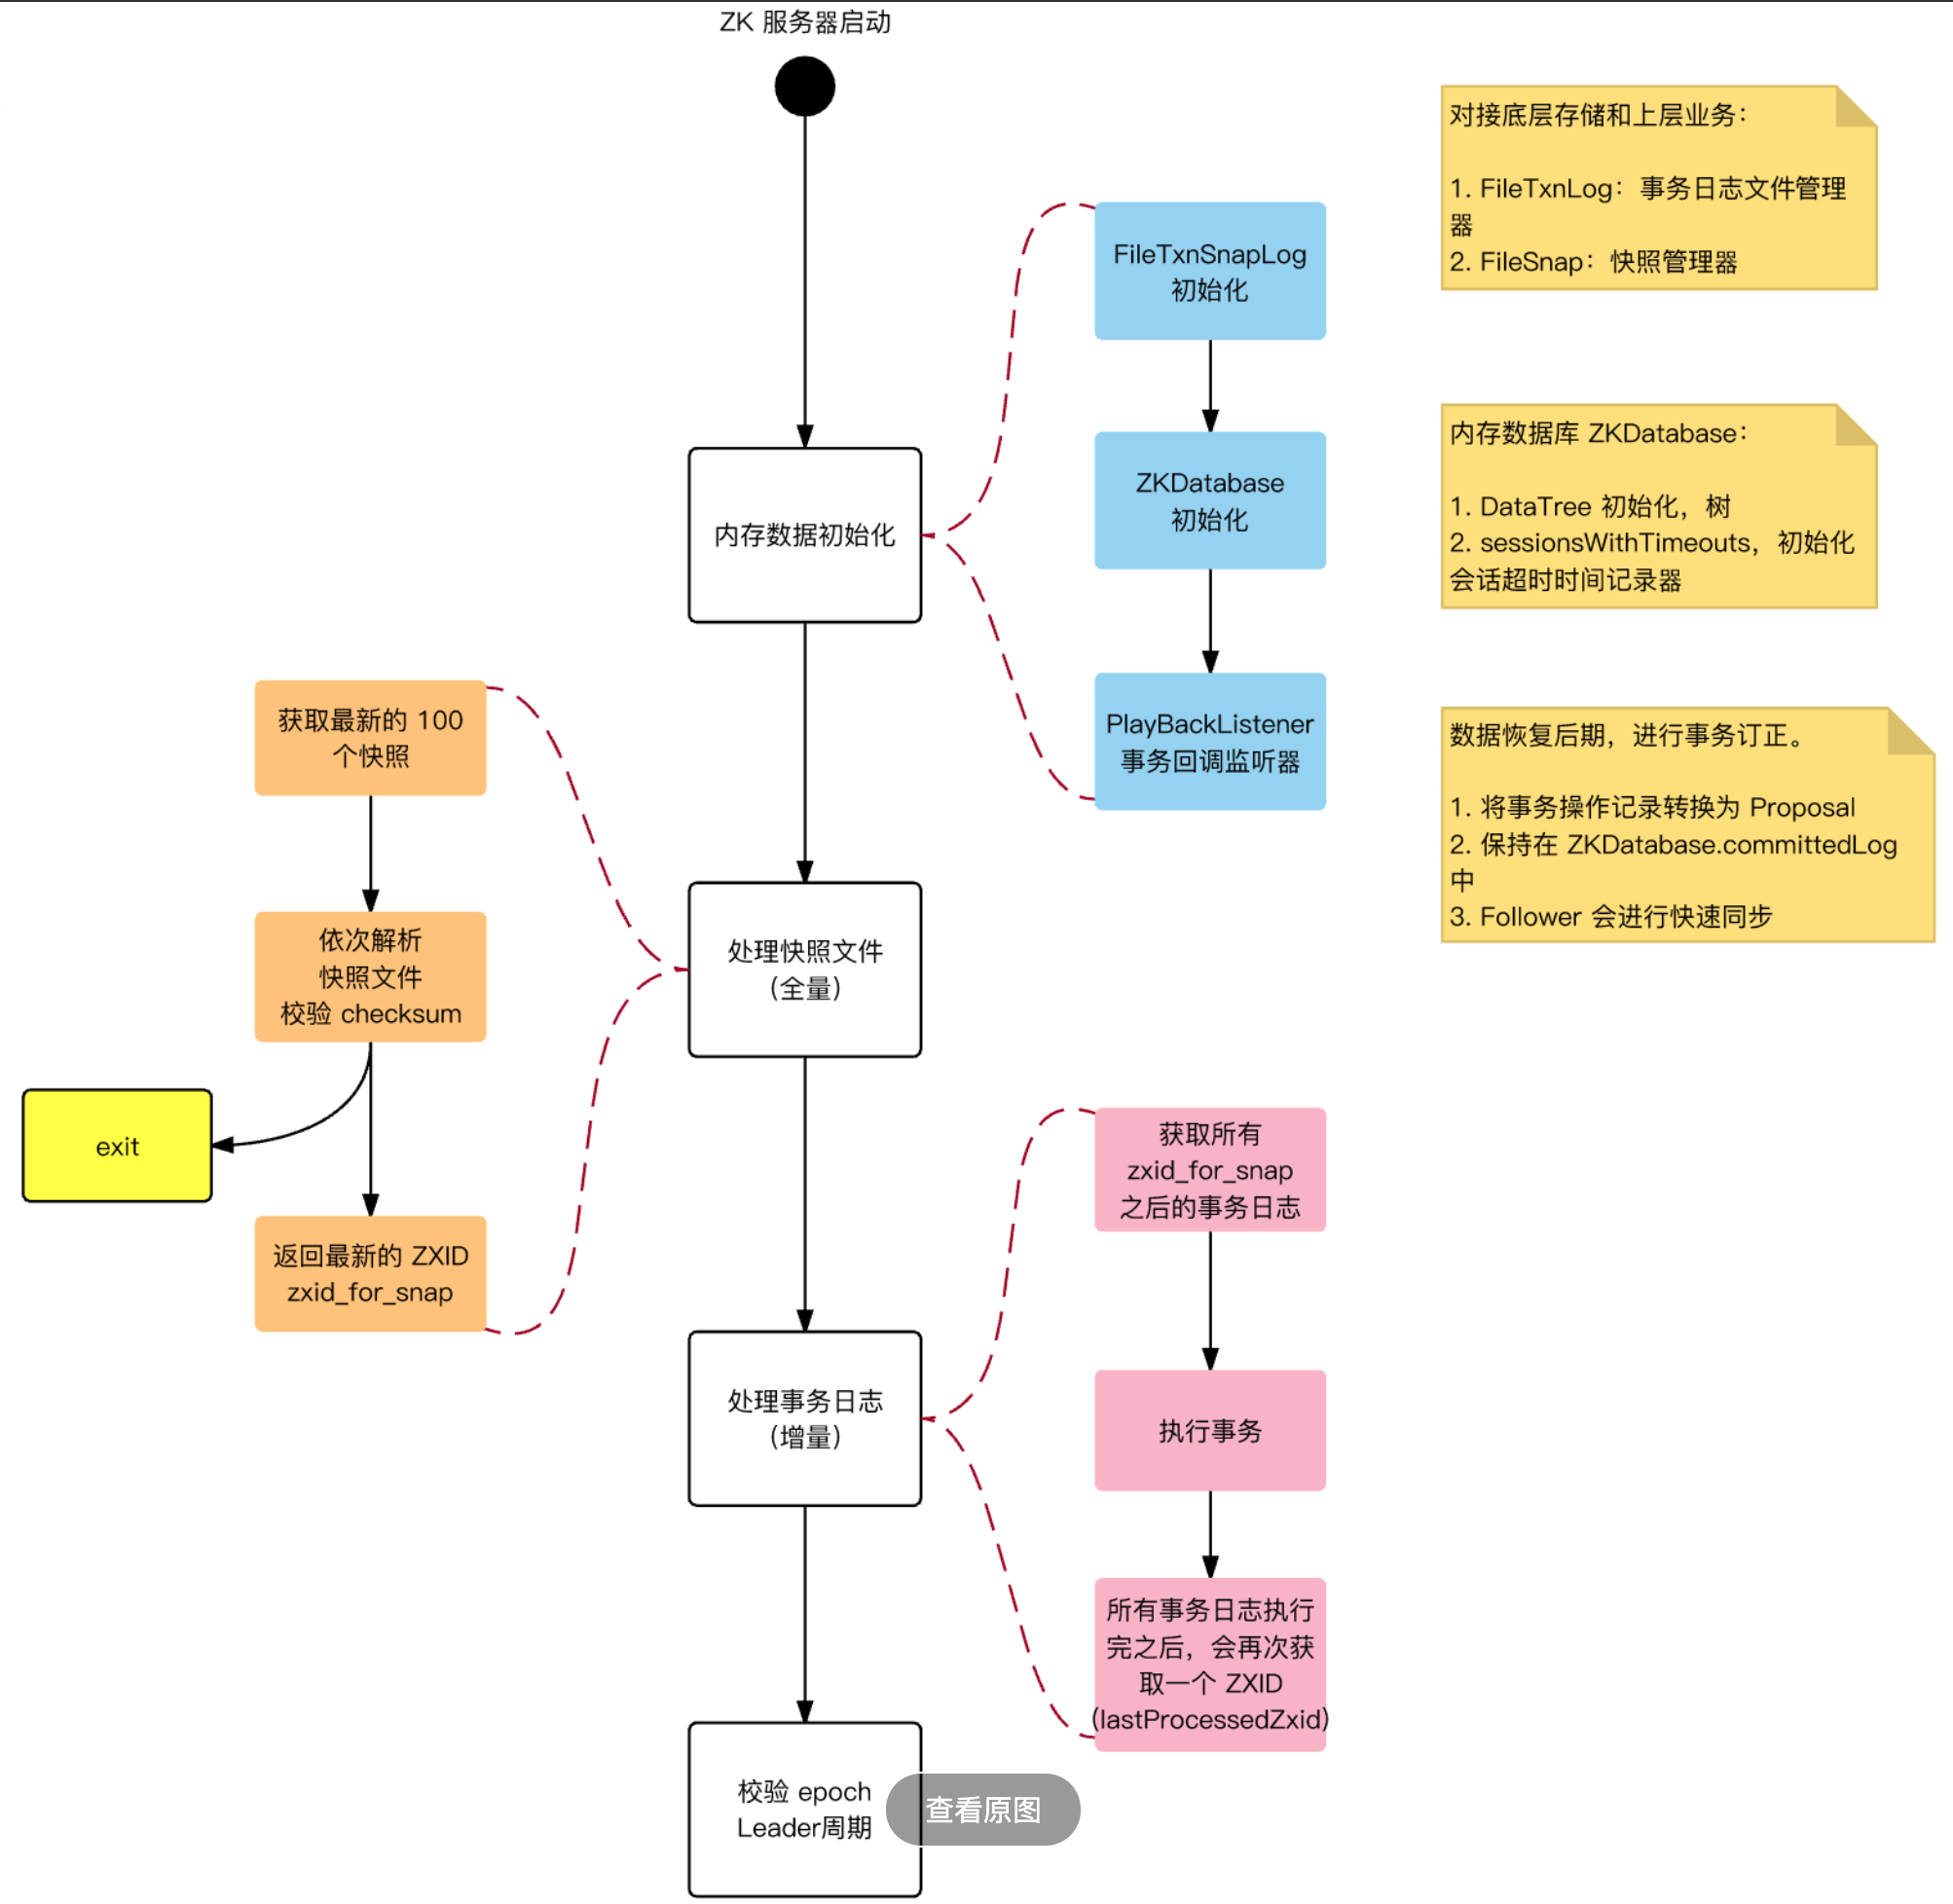 ZK 服务器启动
对接底层存储和上层业务：
1. FileTxnLog：事务日志文件管理
器
2. FileSnap：快照管理器
FileTxnSnapLog
初始化
内存数据库 ZKDatabase：
1. DataTree 初始化，树
2. sessionsWithTimeouts，初始化
会话超时时间记录器
ZKDatabase
初始化
内存数据初始化
PlayBackListener
事务回调监听器
数据恢复后期，进行事务订正。
1. 将事务操作记录转换为 Proposal
2. 保持在 ZKDatabase.committedLog
中
3. Follower 会进行快速同步
获取最新的 100
个快照
依次解析
快照文件
校验 checksum
处理快照文件
(全量)
exit
返回最新的 ZXID
zxid_for_snap
获取所有
zxid_for_snap
之后的事务日志
处理事务日志
(增量)
执行事务
所有事务日志执行
完之后，会再次获
取一个 ZXID
(lastProcessedZxid)
校验 epoch
Leader周期
查看原图